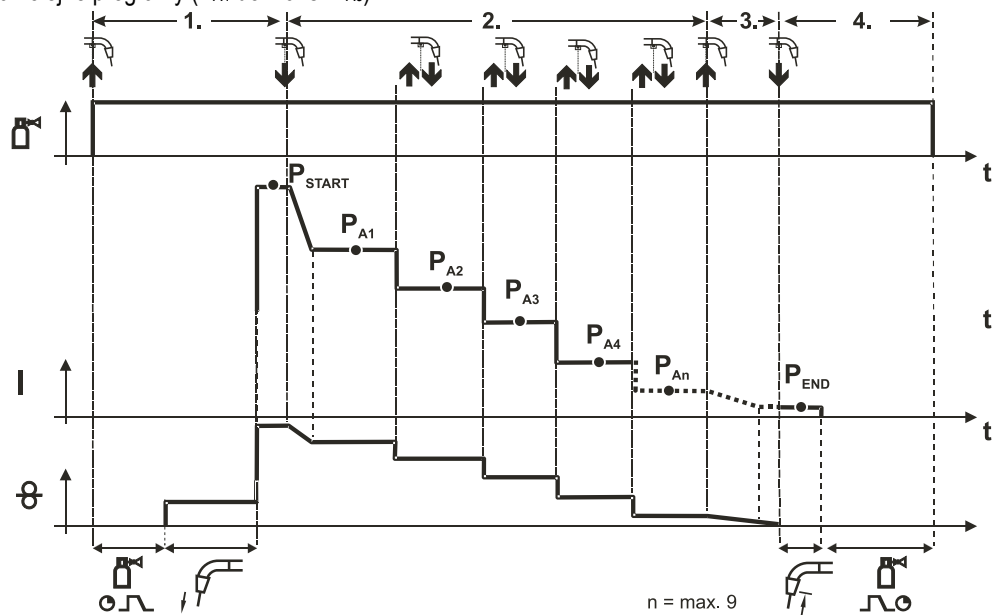 1. 2. 3. 4.
t
P START
P A1
P A2
P A3
t
P A4
P An
P END
I
t
n = max. 9